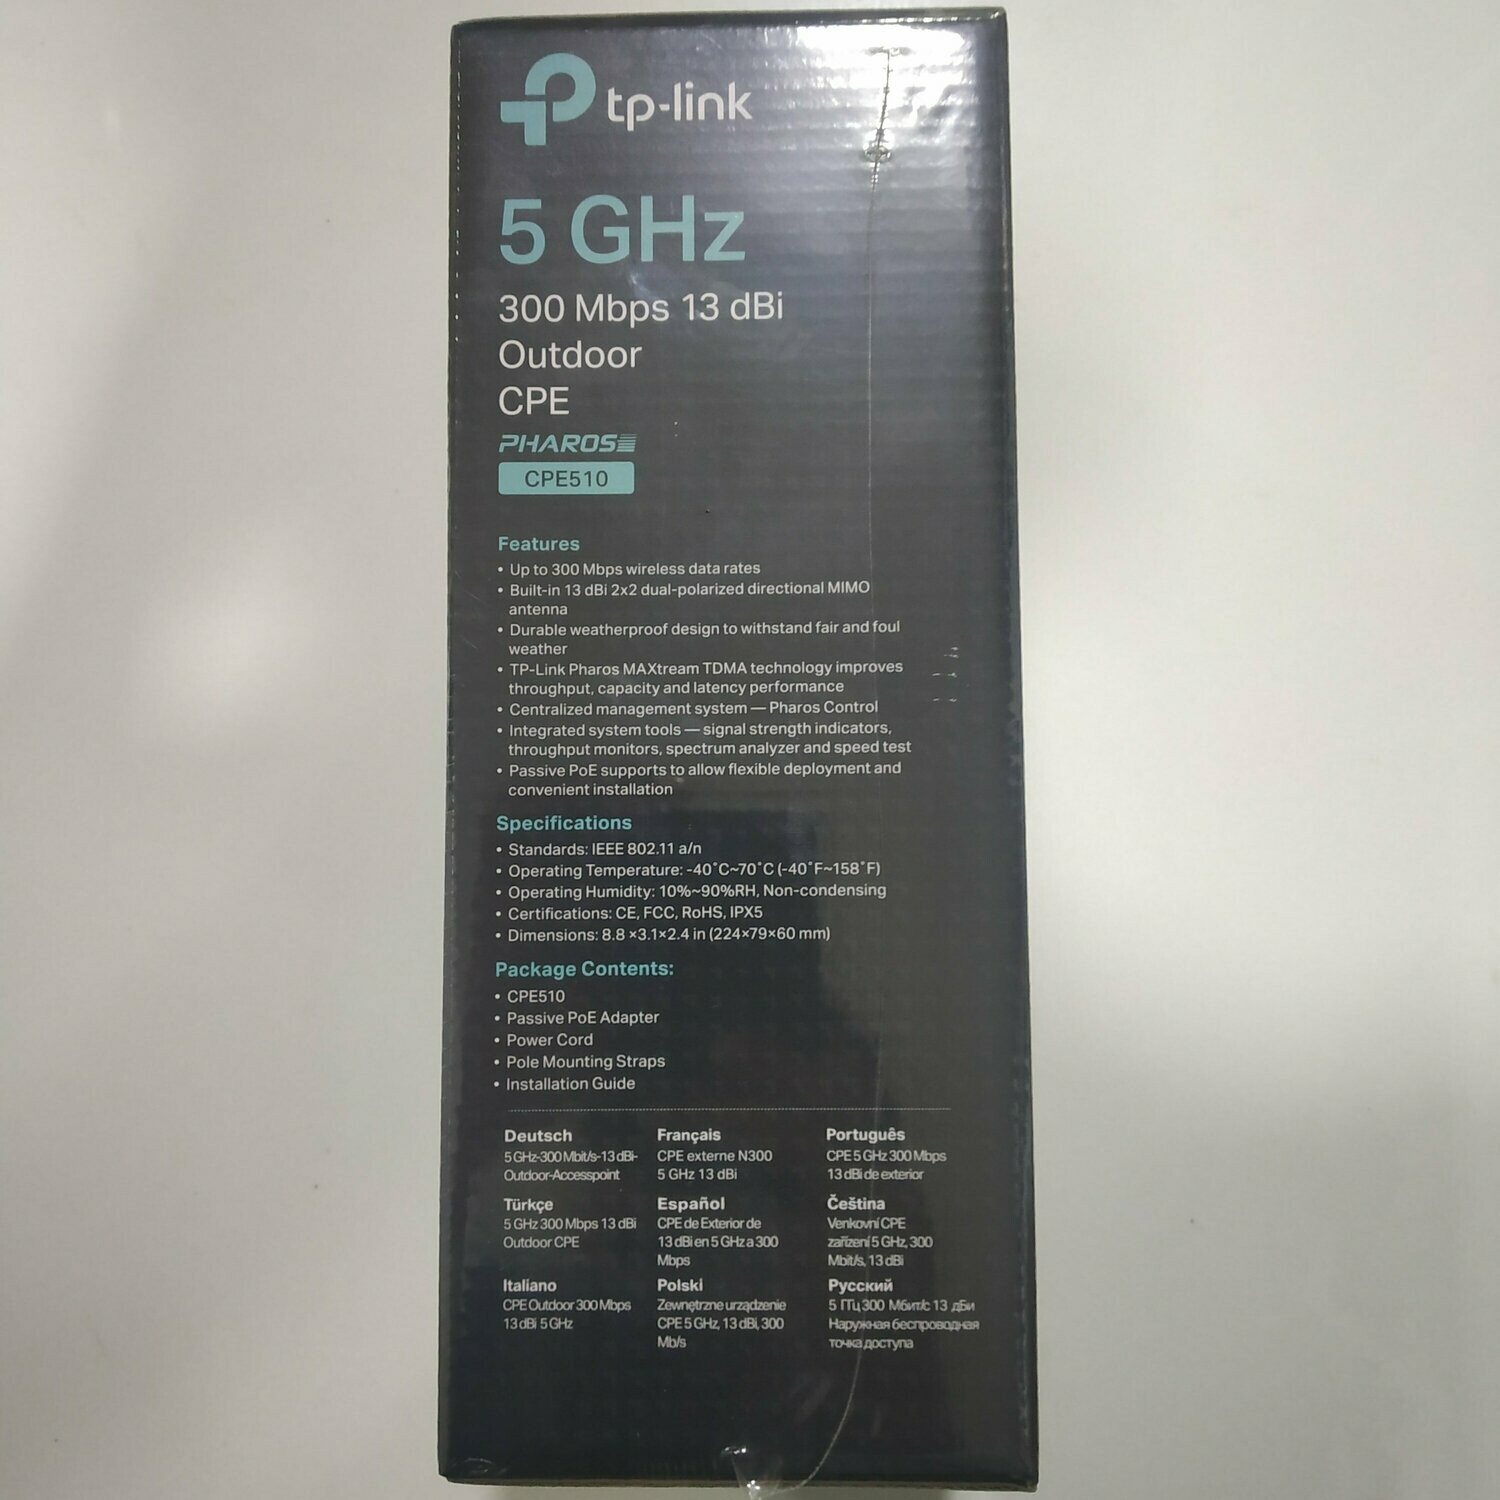 tp-link
5 GHz
300 Mbps 13 dBi
Outdoor
CPE
PHAROS
CPE510
Features
• Up to 300 Mbps wireless data rates
• Built-in 13 dBi 2x2 dual-polarized directional MIMO
antenna
• Durable weatherproof design to withstand fair and foul
weather
• TP-Link Pharos MAXtream TDMA technology improves
throughput, capacity and latency performance
• Centralized management system — Pharos Control
• Integrated system tools — signal strength indicators,
throughput monitors, spectrum analyzer and speed test
• Passive PoE supports to allow flexible deployment and
convenient installation
Specifications
• Standards: IEEE 802.11 a/n
• Operating Temperature: -40˚C~70˚C (-40˚F~158˚F)
• Operating Humidity: 10%~90%RH, Non-condensing
• Certifications: CE, FCC, RoHS, IPX5
• Dimensions: 8.8 ×3.1×2.4 in (224×79×60 mm)
Package Contents:
• CPE510
• Passive PoE Adapter
• Power Cord
• Pole Mounting Straps
• Installation Guide
Deutsch
5 GHz-300 Mbit/s-13 dBi-
Outdoor-Accesspoint
Français
CPE externe N300
5 GHz 13 dBi
Português
CPE 5 GHz 300 Mbps
13 dBi de exterior
Türkçe
5 GHz 300 Mbps 13 dBi
Outdoor CPE
Español
CPE de Exterior de
13 dBi en 5 GHz a 300
Mbps
Čeština
Venkovní CPE
zařízení 5 GHz, 300
Mbit/s, 13 dBi
Italiano
CPE Outdoor 300 Mbps
13 dBi 5 GHz
Polski
Zewnętrzne urządzenie
CPE 5 GHz, 13 dBi, 300
Mb/s
Русский
5 ГГц 300 Мбит/с 13 дБи
Наружная беспроводная
точка доступа